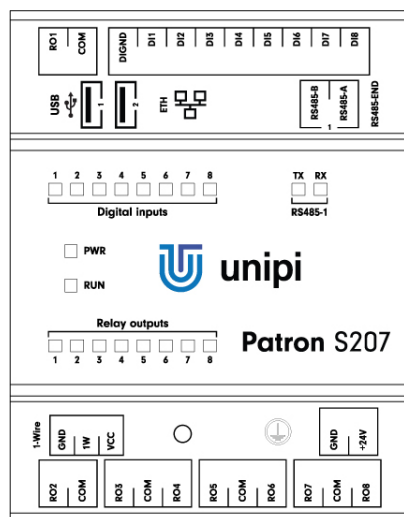 RO1 COM DIGND DI1 DI2 DI3 DI4 DI5 DI6 DI7 DI8
USB 1 2 ETH RS485-B RS485-A RS485-END
1
1 2 3 4 5 6 7 8 TX RX
Digital inputs RS485-1
PWR
unipi
RUN
Relay outputs
Patron S207
1 2 3 4 5 6 7 8
1-Wire GND 1W VCC GND +24V
RO2 COM RO3 COM RO4 RO5 COM RO6 RO7 COM RO8